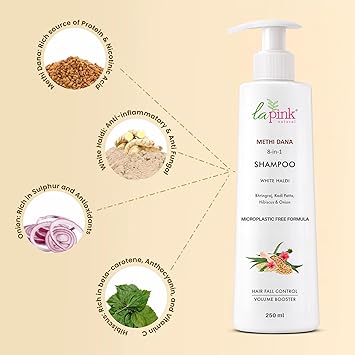 Methi Dana: Rich source of Protein & Nicotinic Acid
White Haldi: Anti-inflammatory & Anti Fungal
Onion: Rich in Sulphur and Antioxidants
Hibiscus: Rich in beta-carotene, Anthocyanin, and Vitamin C
la pink®
natural
METHI DANA
8-in-1
SHAMPOO
WHITE HALDI
Bhringraj, Kadi Patta,
Hibiscus & Onion
MICROPLASTIC FREE FORMULA
HAIR FALL CONTROL
VOLUME BOOSTER
250 ml